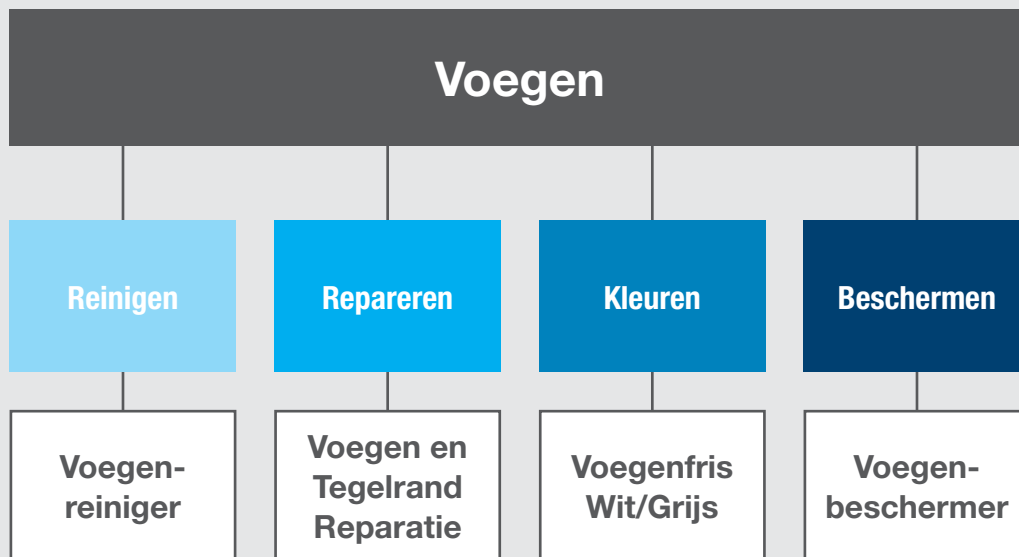 Voegen
Reinigen
Repareren
Kleuren
Beschermen
Voegen-
reiniger
Voegen en
Tegelrand
Reparatie
Voegenfris
Wit/Grijs
Voegen-
beschermer